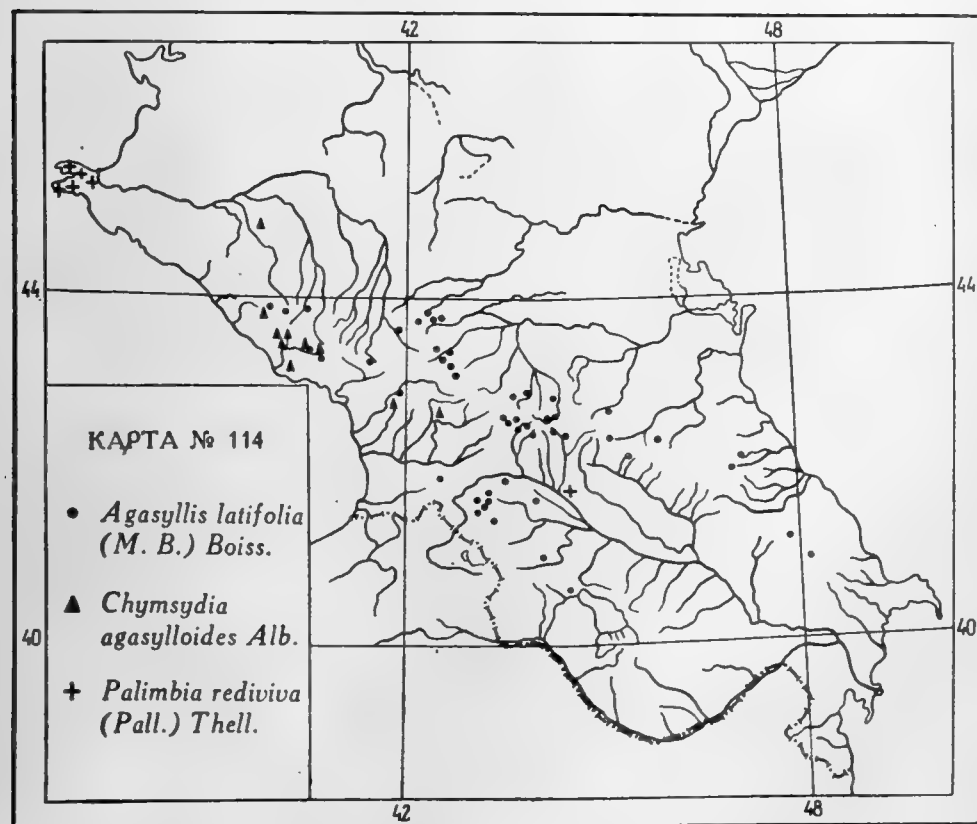 42 48
44 44
КАРТА № 114
Agasyllis latifolia
(M. B.) Boiss.
Chymsydia
agasylloides Alb.
Palimbia rediviva
(Pall.) Thell.
40 40
42 48